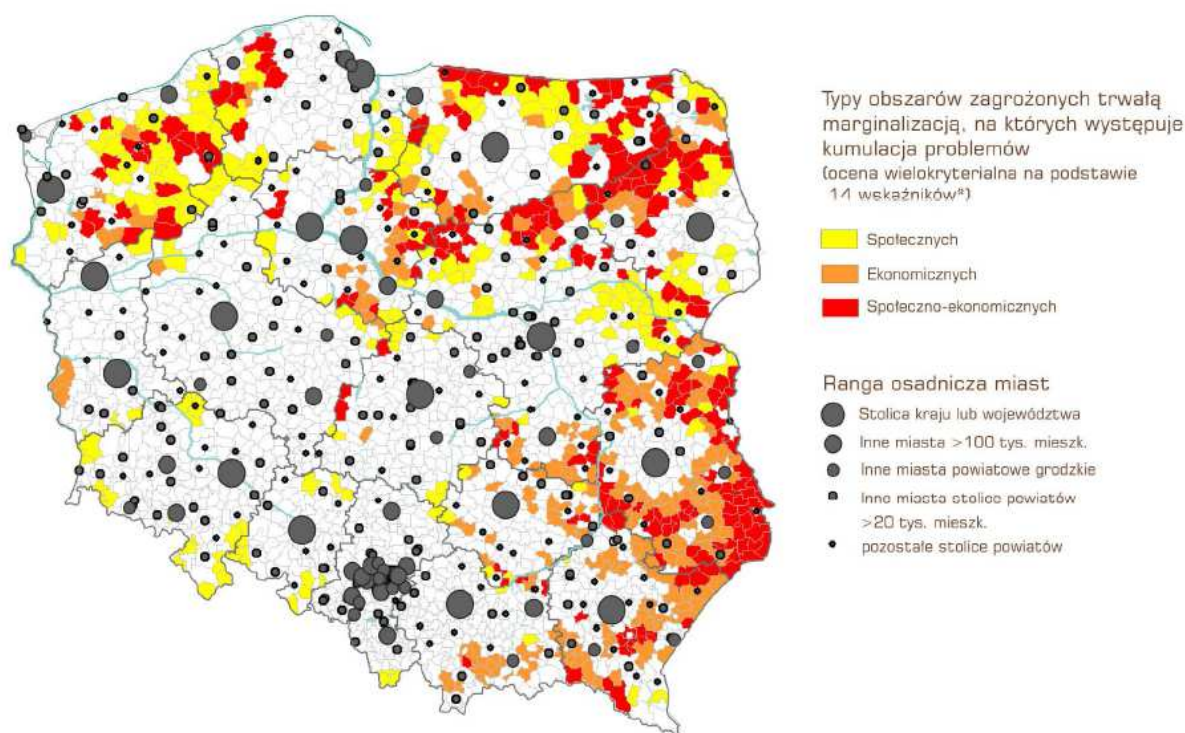 Typy obszarów zagrożonych trwałą
marginalizacją, na których występuje
kumulacja problemów
(ocena wielokryterialna na podstawie
14 wskaźników*)
Społecznych
Ekonomicznych
Społeczno-ekonomicznych
Ranga osadnicza miast
Stolica kraju lub województwa
Inne miasta >100 tys. mieszk.
Inne miasta powiatowe grodzkie
Inne miasta stolice powiatów
>20 tys. mieszk.
pozostałe stolice powiatów